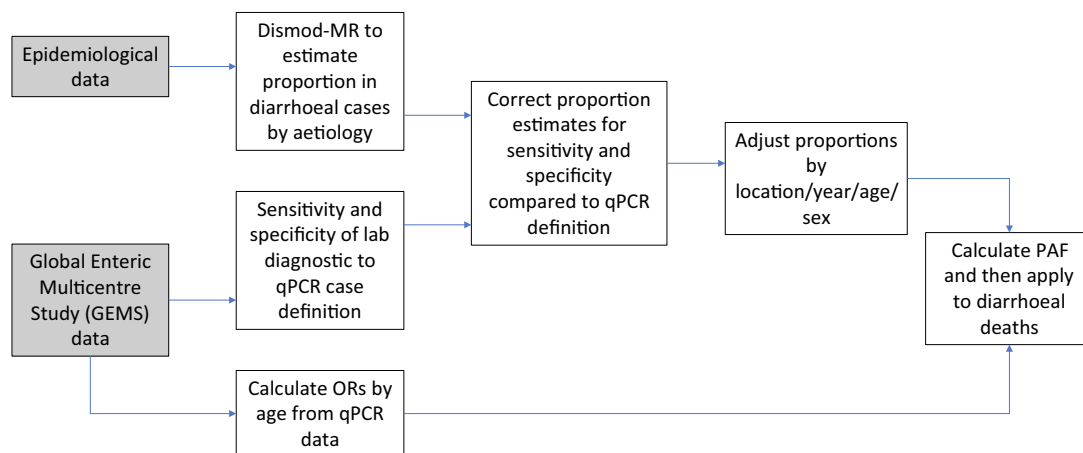 Epidemiological
data
Dismod-MR to
estimate
proportion in
diarrhoeal cases
by aetiology
Correct proportion
estimates for
sensitivity and
specificity
compared to qPCR
definition
Adjust proportions
by
location/year/age/
sex
Global Enteric
Multicentre
Study (GEMS)
data
Sensitivity and
specificity of lab
diagnostic to
qPCR case
definition
Calculate PAF
and then apply
to diarrhoeal
deaths
Calculate ORs by
age from qPCR
data